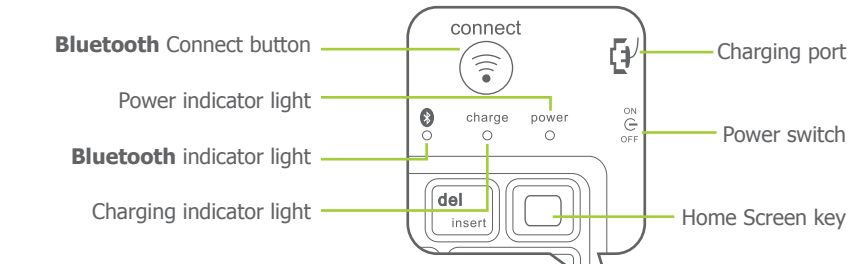 connect
Bluetooth Connect button
Charging port
Power indicator light
charge
power
ON
OFF
Power switch
Bluetooth indicator light
del
insert
Charging indicator light
Home Screen key